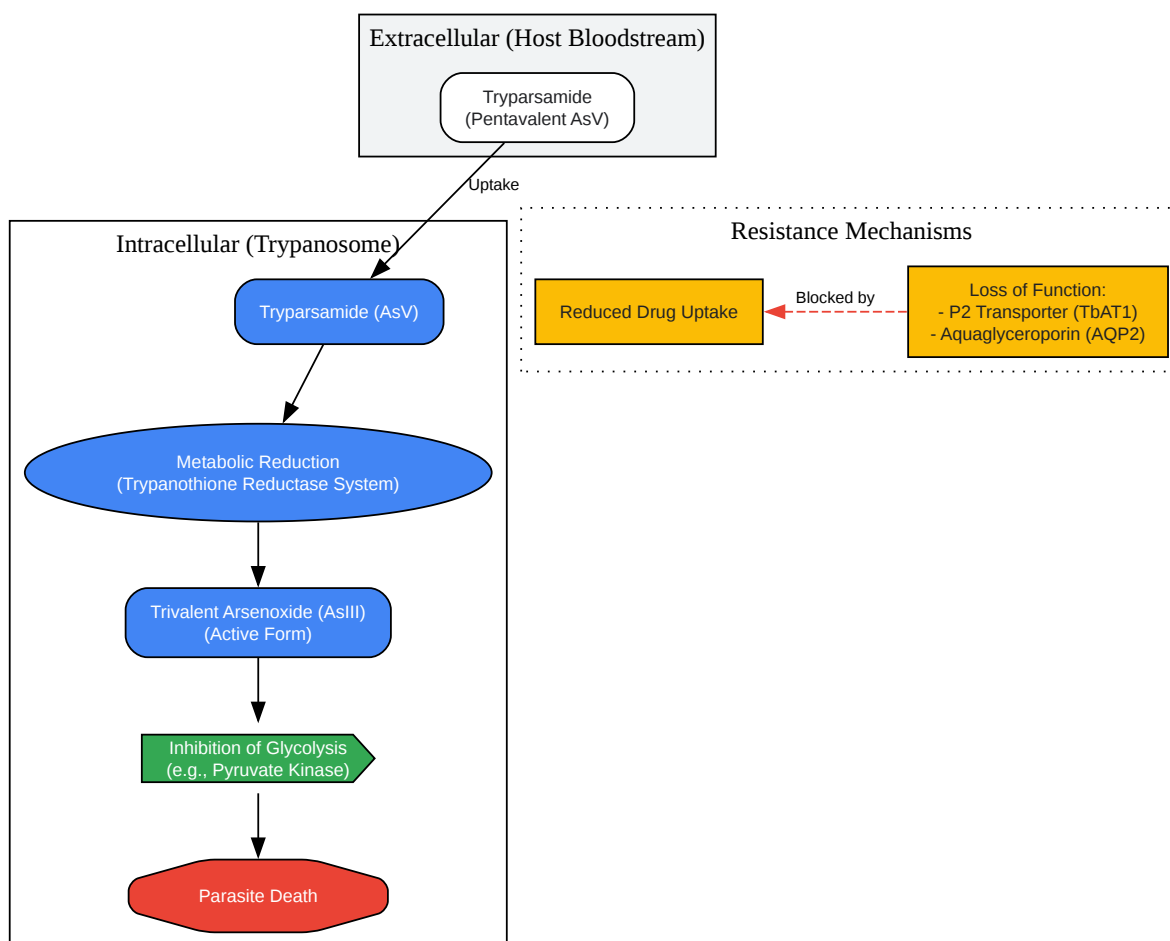 Extracellular (Host Bloodstream)
Tryparsamide
(Pentavalent AsV)
Uptake
Intracellular (Trypanosome)
Tryparsamide (AsV)
Metabolic Reduction
(Trypanothione Reductase System)
Trivalent Arsenoxide (AsIII)
(Active Form)
Inhibition of Glycolysis
(e.g., Pyruvate Kinase)
Parasite Death
Resistance Mechanisms
Reduced Drug Uptake
Blocked by
Loss of Function:
- P2 Transporter (TbAT1)
- Aquaglyceroporin (AQP2)